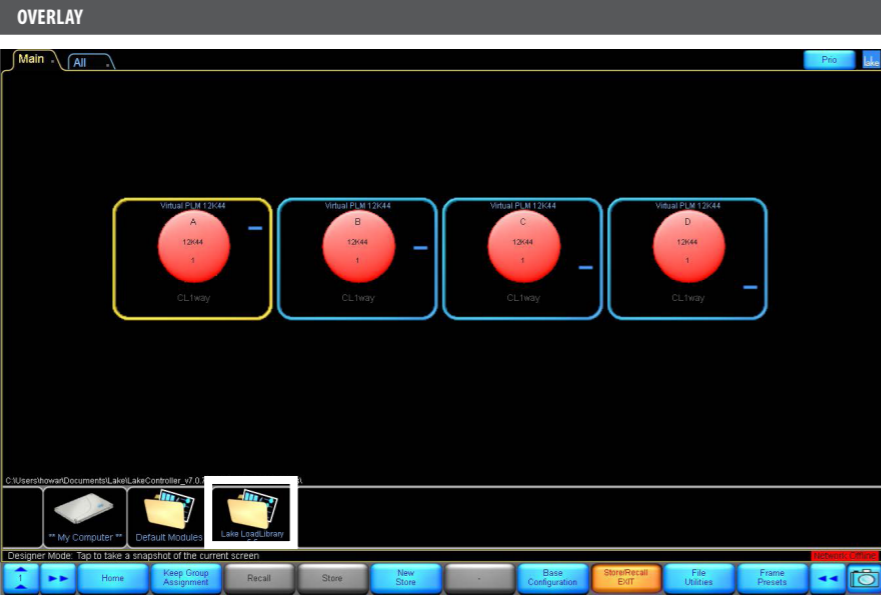 OVERLAY
Main
All
Prio
Lake
Virtual PLM 12K44
A
12K44
1
CL1way
Virtual PLM 12K44
B
12K44
1
CL1way
Virtual PLM 12K44
C
12K44
1
CL1way
Virtual PLM 12K44
D
12K44
1
CL1way
C:\Users\howar\Documents\Lake\LakeController_v7.0.
** My Computer **
Default Modules
Lake LoadLibrary
Designer Mode: Tap to take a snapshot of the current screen
Network: Offline
1
Home
Keep Group
Assignment
Recall
Store
New
Store
Base
Configuration
Store/Recall
EXIT
File
Utilities
Frame
Presets